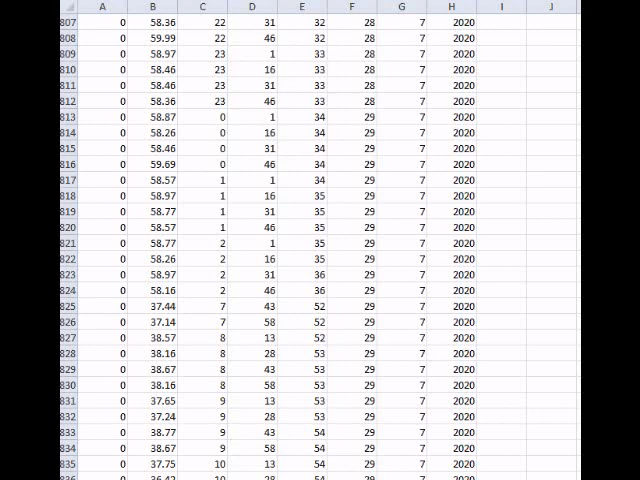 A B C D E F G H I J
807 0 58.36 22 31 32 28 7 2020
808 0 59.99 22 46 32 28 7 2020
809 0 58.97 23 1 33 28 7 2020
810 0 58.46 23 16 33 28 7 2020
811 0 58.46 23 31 33 28 7 2020
812 0 58.36 23 46 33 28 7 2020
813 0 58.87 0 1 34 29 7 2020
814 0 58.26 0 16 34 29 7 2020
815 0 58.46 0 31 34 29 7 2020
816 0 59.69 0 46 34 29 7 2020
817 0 58.57 1 1 34 29 7 2020
818 0 58.97 1 16 35 29 7 2020
819 0 58.77 1 31 35 29 7 2020
820 0 58.57 1 46 35 29 7 2020
821 0 58.77 2 1 35 29 7 2020
822 0 58.26 2 16 35 29 7 2020
823 0 58.97 2 31 36 29 7 2020
824 0 58.16 2 46 36 29 7 2020
825 0 37.44 7 43 52 29 7 2020
826 0 37.14 7 58 52 29 7 2020
827 0 38.57 8 13 52 29 7 2020
828 0 38.16 8 28 53 29 7 2020
829 0 38.67 8 43 53 29 7 2020
830 0 38.16 8 58 53 29 7 2020
831 0 37.65 9 13 53 29 7 2020
832 0 37.24 9 28 53 29 7 2020
833 0 38.77 9 43 54 29 7 2020
834 0 38.67 9 58 54 29 7 2020
835 0 37.75 10 13 54 29 7 2020
836 0 36.42 10 28 54 29 7 2020